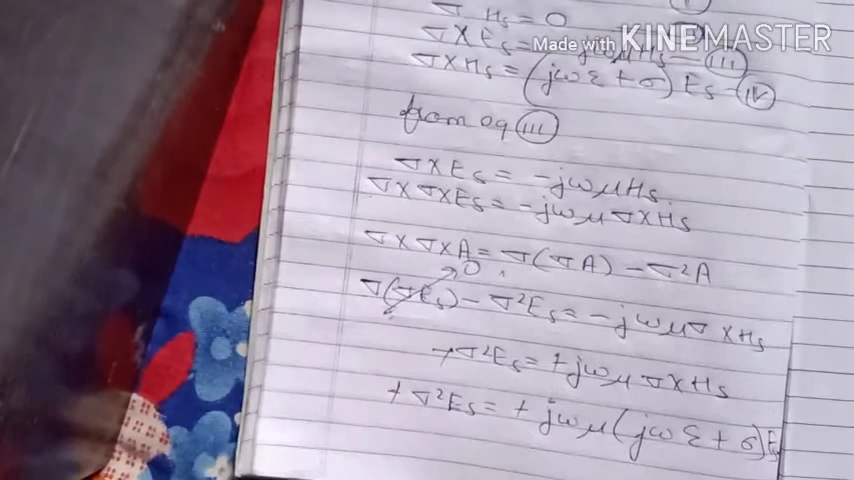 ∇ Hs = 0
∇×Es = -jωμHs — (III)
Made with KINEMASTER
∇×Hs = (jωε + σ) Es — (IV)
from eq (III)
∇×Es = -jωμHs
∇×∇×Es = -jωμ∇×Hs
∇×∇×A = ∇(∇A) - ∇²A
0
∇(∇Es) - ∇²Es = -jωμ∇×Hs
+∇²Es = +jωμ∇×Hs
+∇²Es = +jωμ(jωε + σ)Es